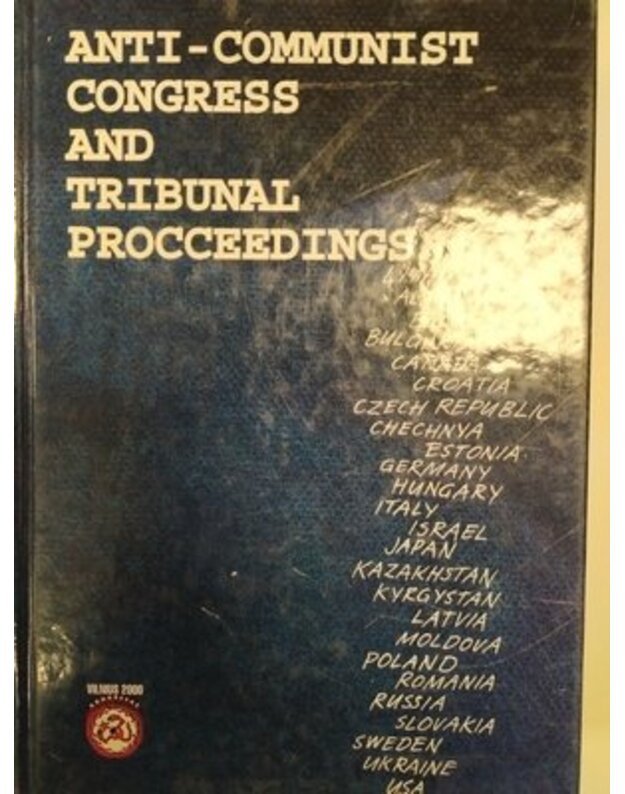 ANTI-COMMUNIST
CONGRESS
AND
TRIBUNAL
PROCCEEDINGS
CROATIA
CZECH REPUBLIC
CHECHNYA
ESTONIA
GERMANY
HUNGARY
ITALY
ISRAEL
JAPAN
KAZAKHSTAN
KYRGYSTAN
LATVIA
MOLDOVA
POLAND
ROMANIA
RUSSIA
SLOVAKIA
SWEDEN
UKRAINE
USA
VILNIUS 2000